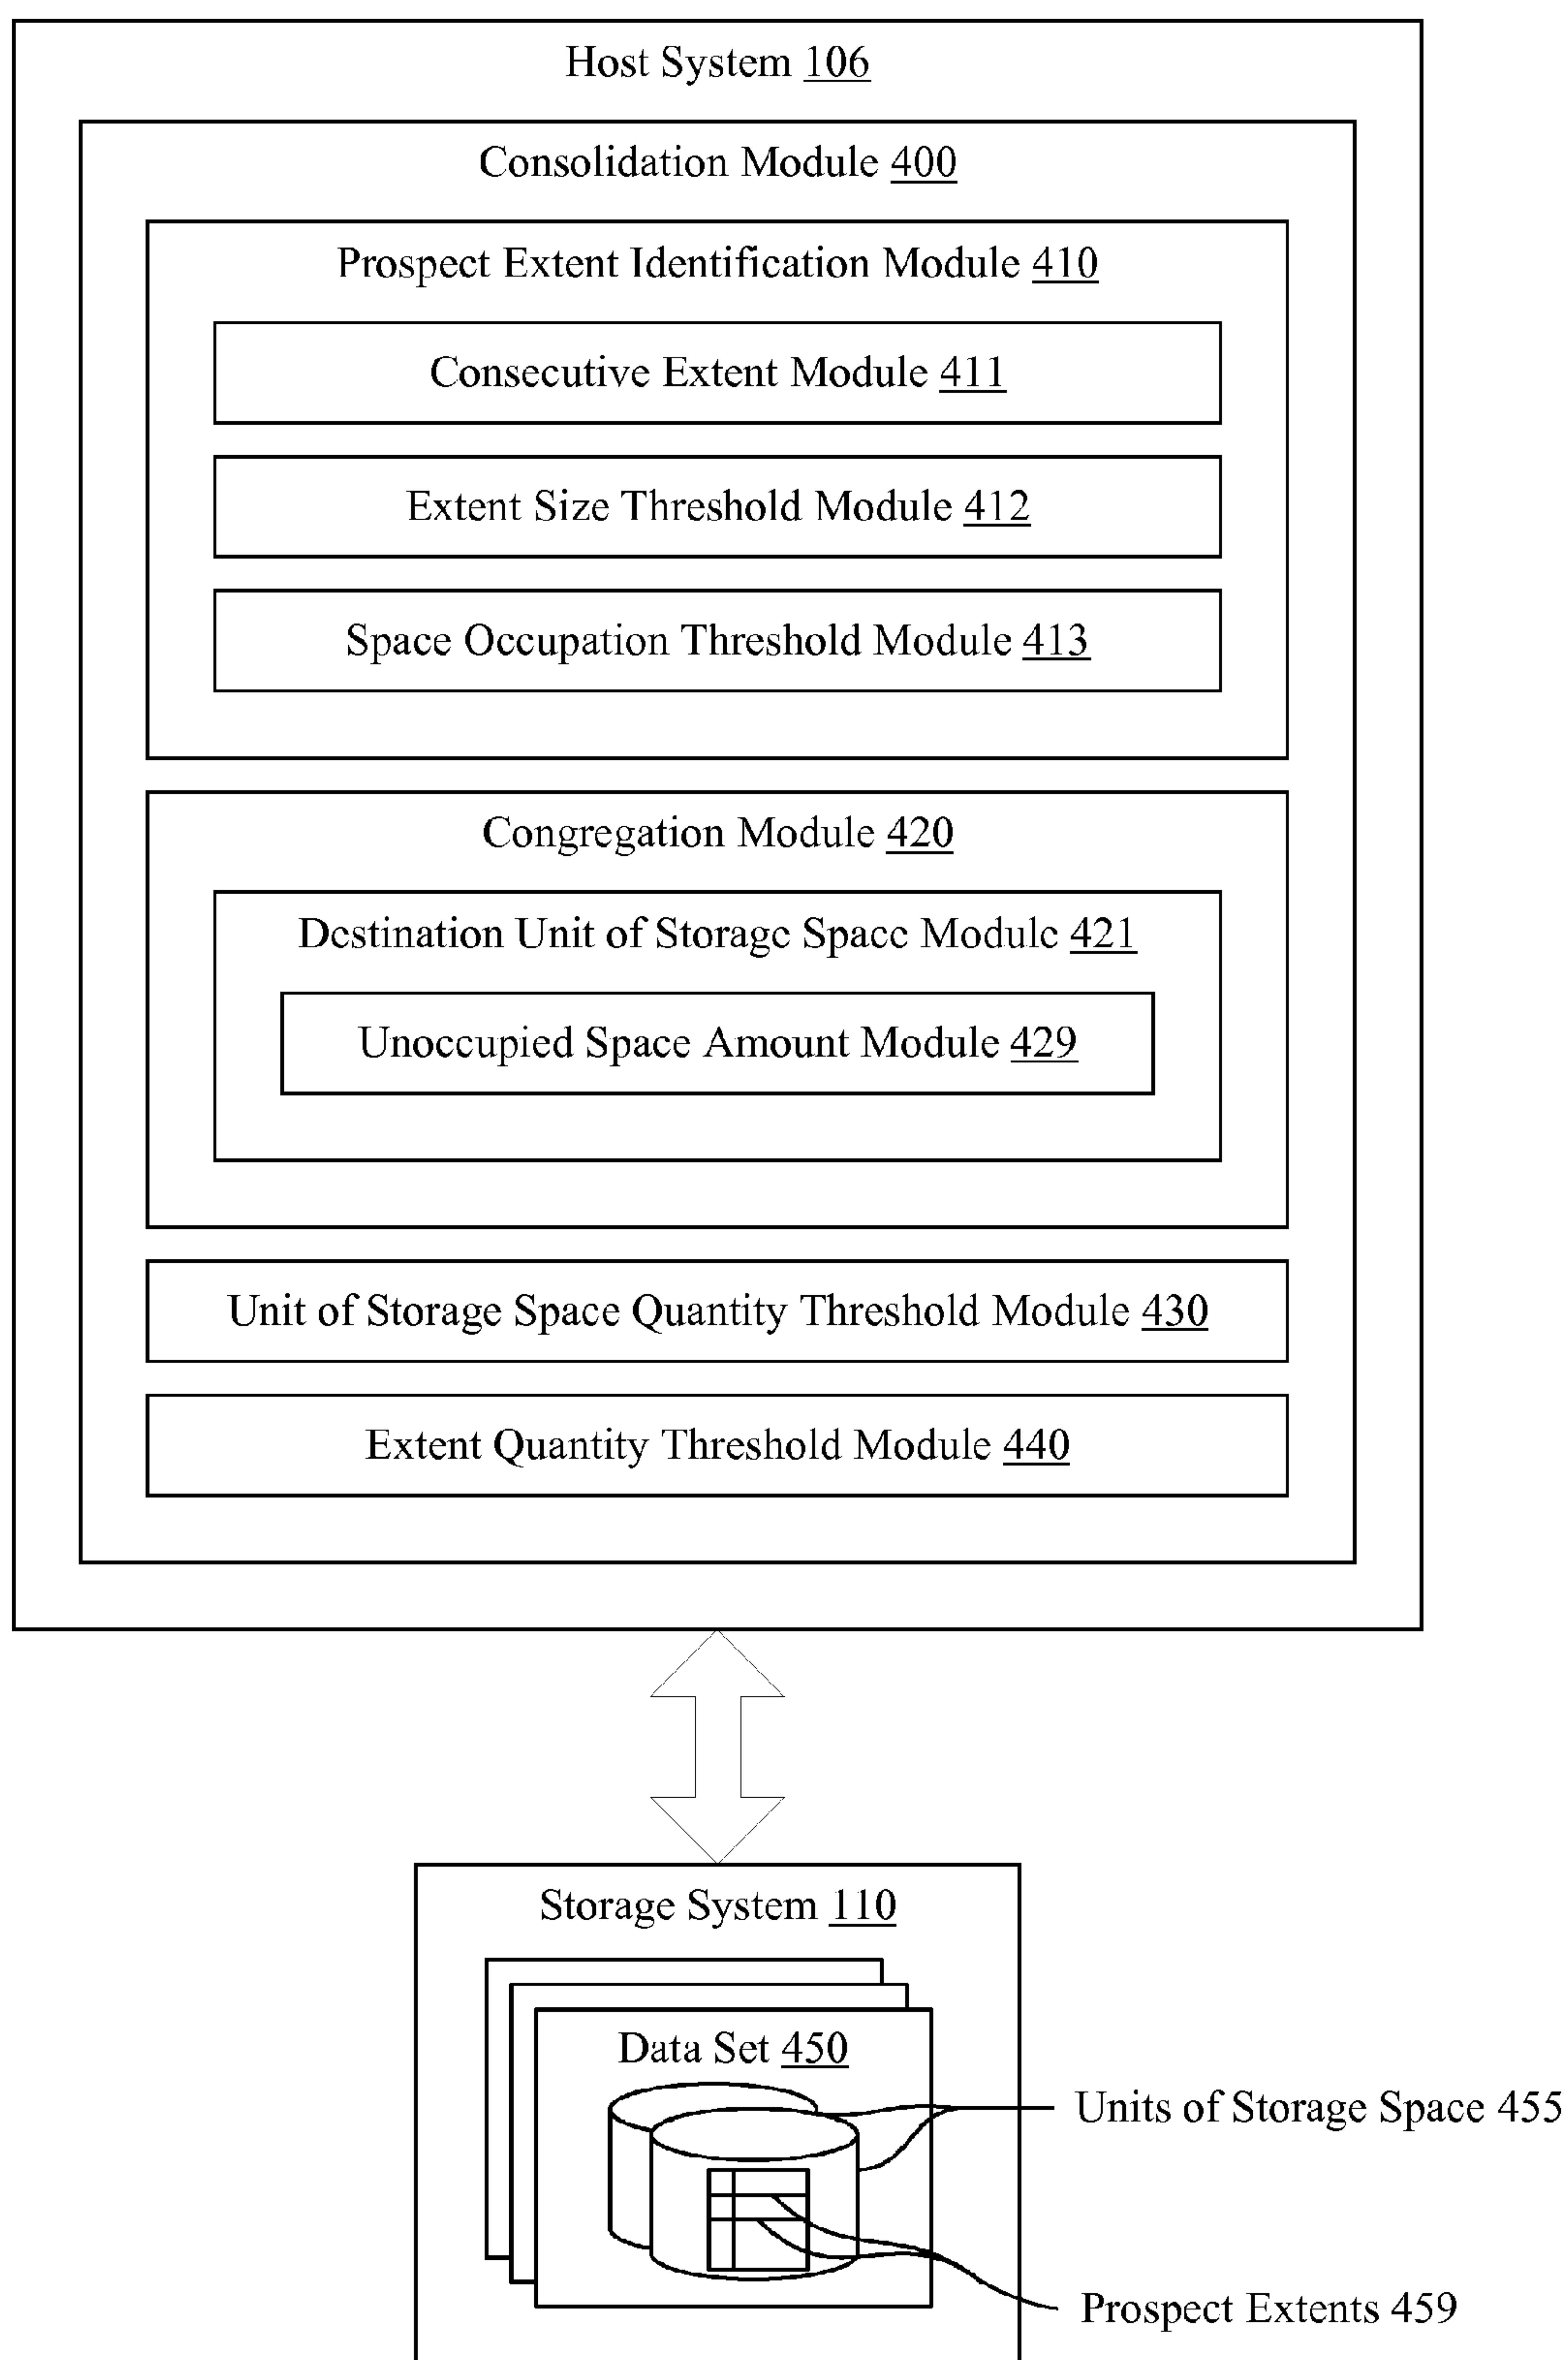 Host System 106
Consolidation Module 400
Prospect Extent Identification Module 410
Consecutive Extent Module 411
Extent Size Threshold Module 412
Space Occupation Threshold Module 413
Congregation Module 420
Destination Unit of Storage Space Module 421
Unoccupied Space Amount Module 429
Unit of Storage Space Quantity Threshold Module 430
Extent Quantity Threshold Module 440
Storage System 110
Data Set 450
Units of Storage Space 455
Prospect Extents 459